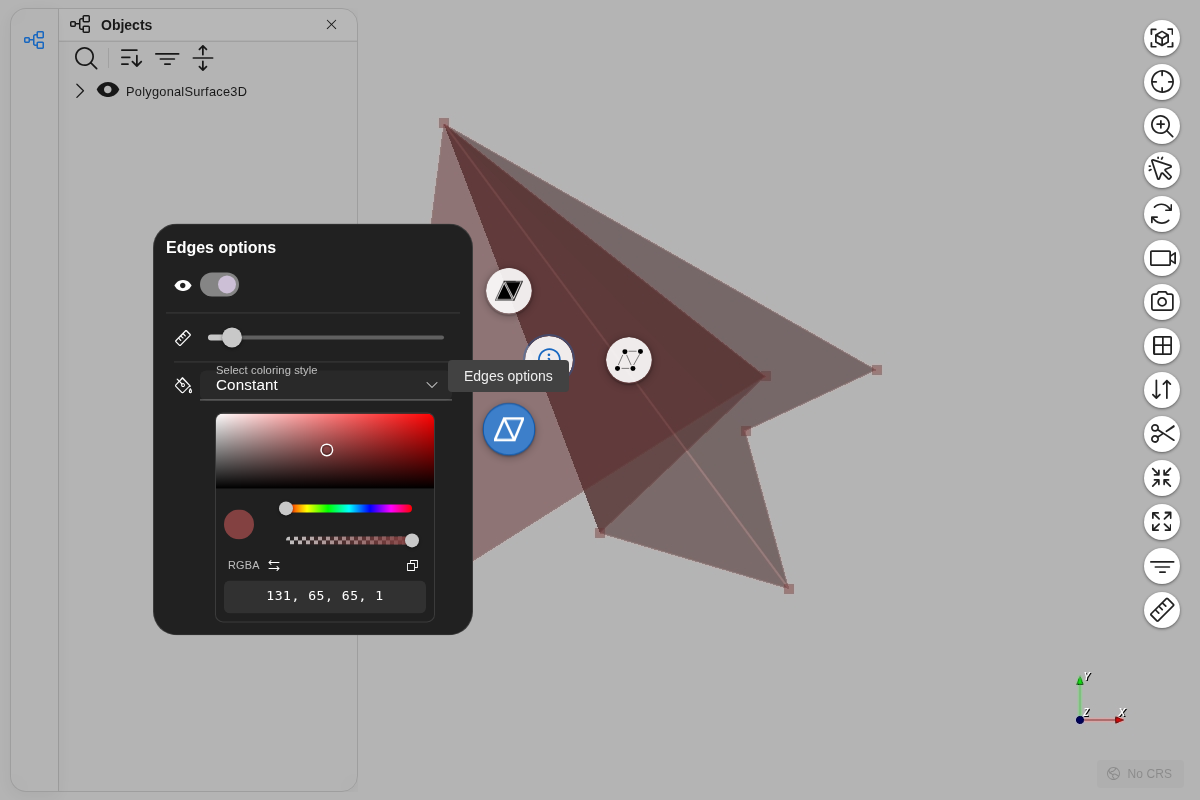 Objects
PolygonalSurface3D
Edges options
Select coloring style
Constant
Edges options
RGBA
131, 65, 65, 1
Y
Z
X
No CRS